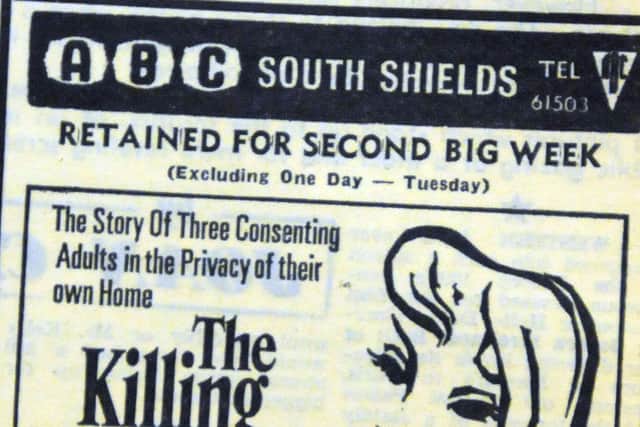 ABC SOUTH SHIELDS TEL 61503
RETAINED FOR SECOND BIG WEEK
(Excluding One Day — Tuesday)
The Story Of Three Consenting
Adults in the Privacy of their
own Home
The
Killing